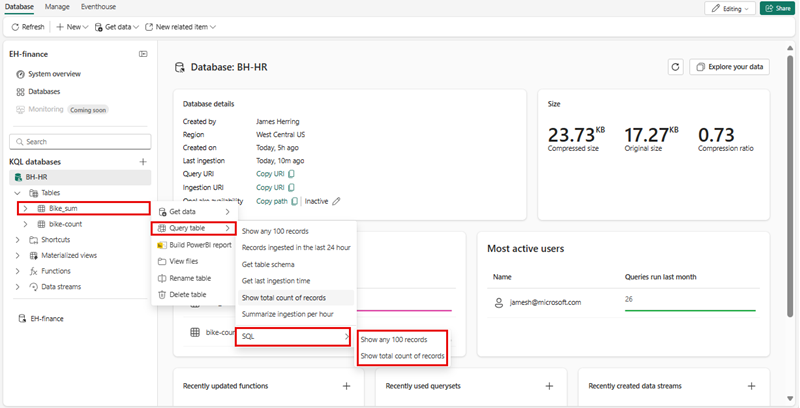 Database Manage Eventhouse
Editing Share
Refresh New Get data New related item
EH-finance
System overview
Databases
Monitoring Coming soon
Search
KQL databases
BH-HR
Tables
Bike_sum
bike-count
Shortcuts
Materialized views
Functions
Data streams
EH-finance
Database: BH-HR
Explore your data
Database details
Created by James Herring
Region West Central US
Created on Today, 5h ago
Last ingestion Today, 10m ago
Query URI Copy URI
Ingestion URI Copy URI
OneLake availability Copy path Inactive
Size
23.73 KB
Compressed size
17.27 KB
Original size
0.73
Compression ratio
Get data
Query table
Build PowerBI report
View files
Rename table
Delete table
Show any 100 records
Records ingested in the last 24 hour
Get table schema
Get last ingestion time
Show total count of records
Summarize ingestion per hour
SQL
Show any 100 records
Show total count of records
bike-coun
Most active users
Name Queries run last month
jamesh@microsoft.com 26
Recently updated functions
Recently used querysets
Recently created data streams